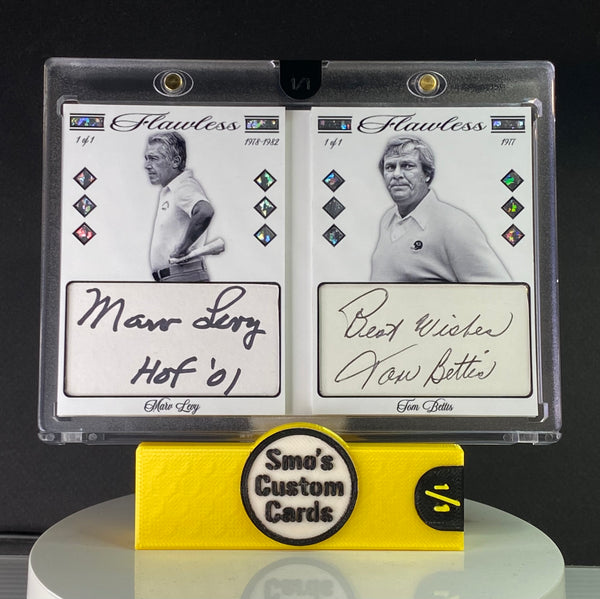 1/1
Flawless
1 of 1
1978-1982
Marv Levy
HOF '01
Marv Levy
Flawless
1 of 1
1977
Best Wishes
Tom Bettis
Tom Bettis
Smo's
Custom
Cards
1/1